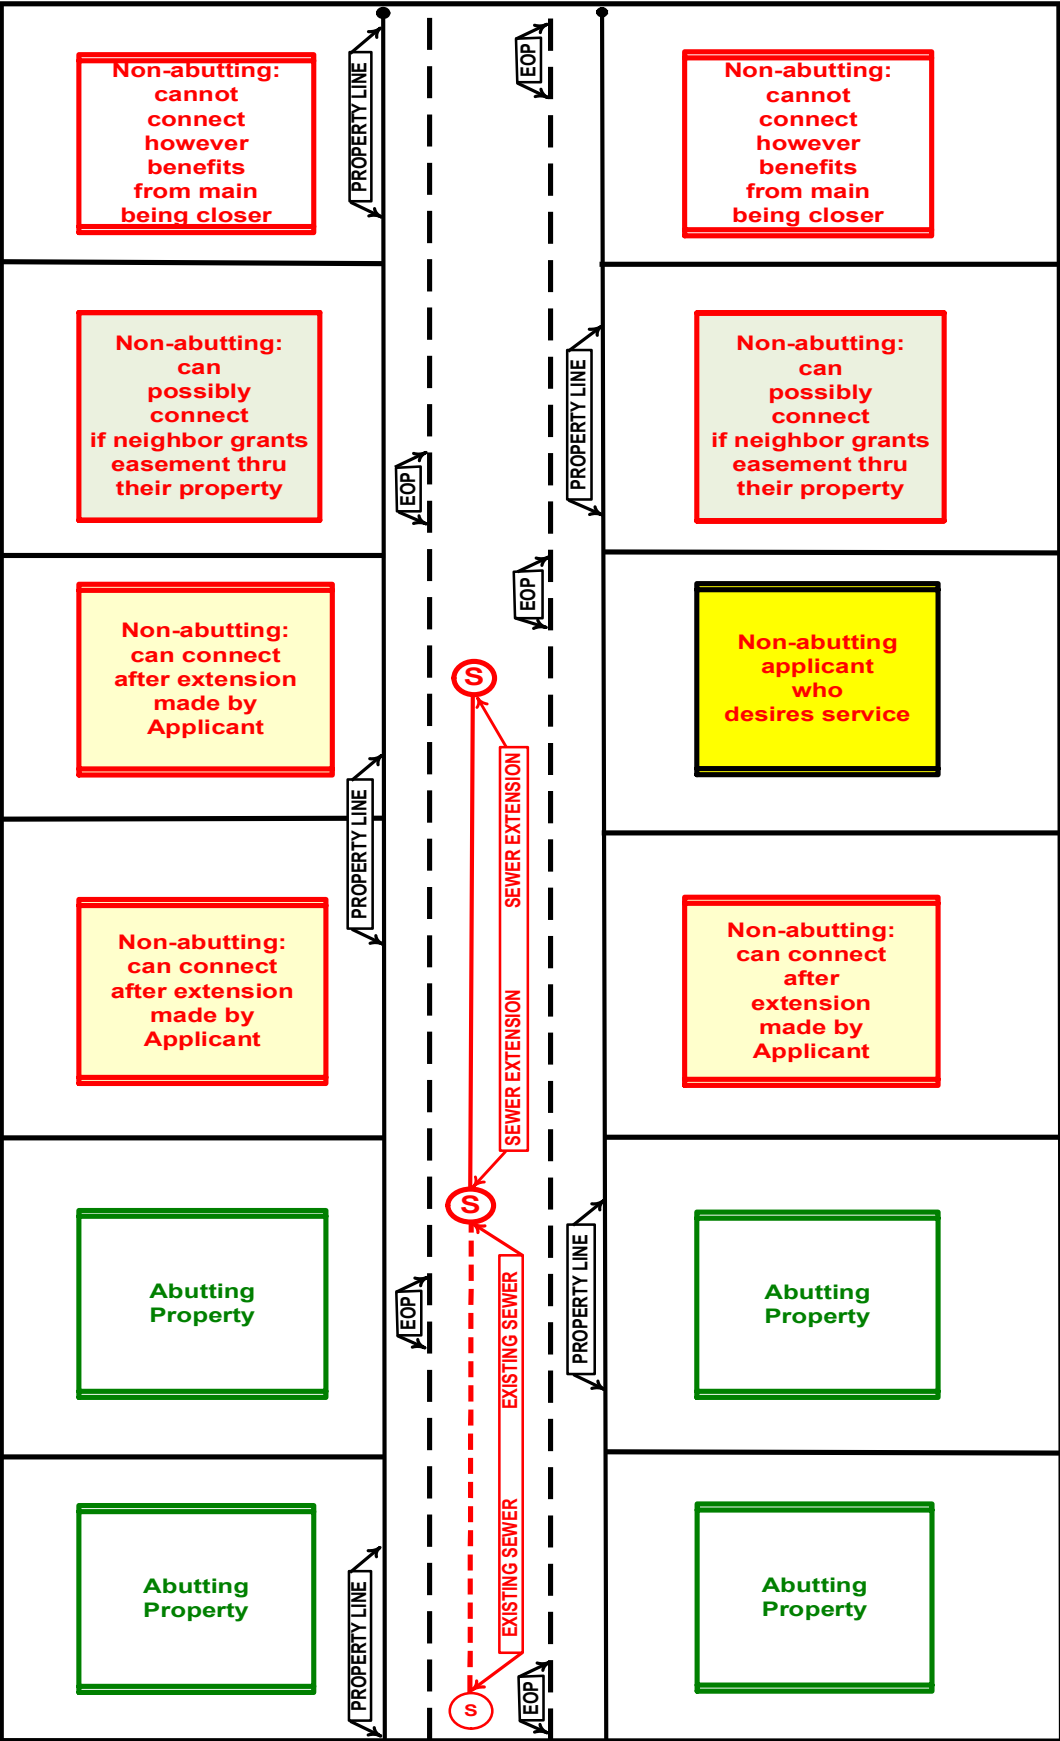 Non-abutting:
cannot
connect
however
benefits
from main
being closer
PROPERTY LINE
EOP
Non-abutting:
cannot
connect
however
benefits
from main
being closer
Non-abutting:
can
possibly
connect
if neighbor grants
easement thru
their property
EOP
PROPERTY LINE
Non-abutting:
can
possibly
connect
if neighbor grants
easement thru
their property
Non-abutting:
can connect
after extension
made by
Applicant
PROPERTY LINE
S
EOP
SEWER EXTENSION
Non-abutting
applicant
who
desires service
Non-abutting:
can connect
after extension
made by
Applicant
SEWER EXTENSION
Non-abutting:
can connect
after
extension
made by
Applicant
Abutting
Property
EOP
S
EXISTING SEWER
PROPERTY LINE
Abutting
Property
Abutting
Property
PROPERTY LINE
EXISTING SEWER
S
EOP
Abutting
Property